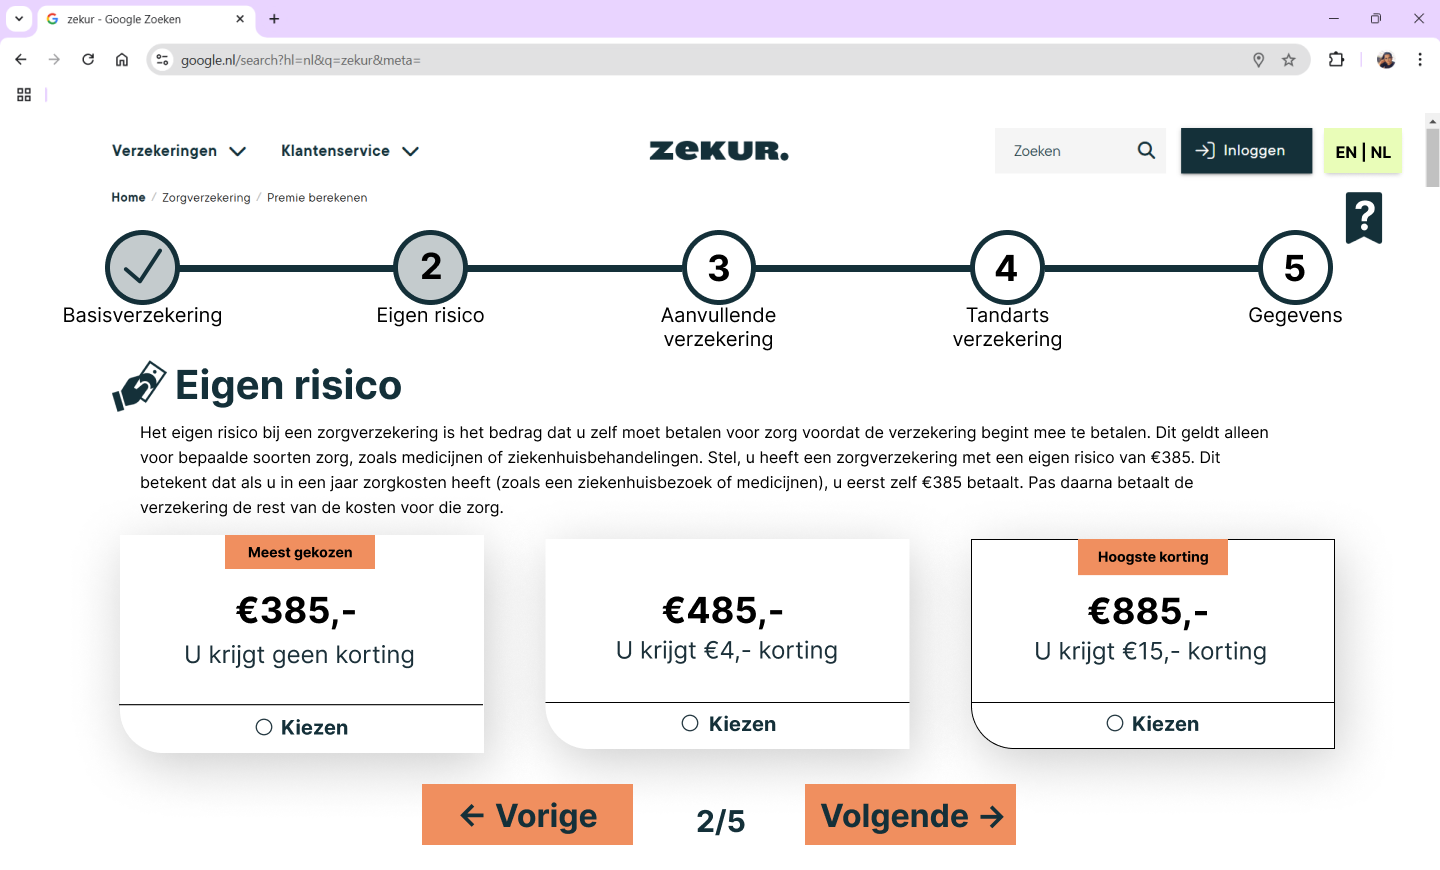 zekur - Google Zoeken
google.nl/search?hl=nl&q=zekur&meta=
Verzekeringen
Klantenservice
zeKUR.
Zoeken
Inloggen
EN | NL
Home / Zorgverzekering / Premie berekenen
?
2
3
4
5
Basisverzekering
Eigen risico
Aanvullende
verzekering
Tandarts
verzekering
Gegevens
Eigen risico
Het eigen risico bij een zorgverzekering is het bedrag dat u zelf moet betalen voor zorg voordat de verzekering begint mee te betalen. Dit geldt alleen
voor bepaalde soorten zorg, zoals medicijnen of ziekenhuisbehandelingen. Stel, u heeft een zorgverzekering met een eigen risico van €385. Dit
betekent dat als u in een jaar zorgkosten heeft (zoals een ziekenhuisbezoek of medicijnen), u eerst zelf €385 betaalt. Pas daarna betaalt de
verzekering de rest van de kosten voor die zorg.
Meest gekozen
€385,-
U krijgt geen korting
Kiezen
€485,-
U krijgt €4,- korting
Kiezen
Hoogste korting
€885,-
U krijgt €15,- korting
Kiezen
← Vorige
2/5
Volgende →